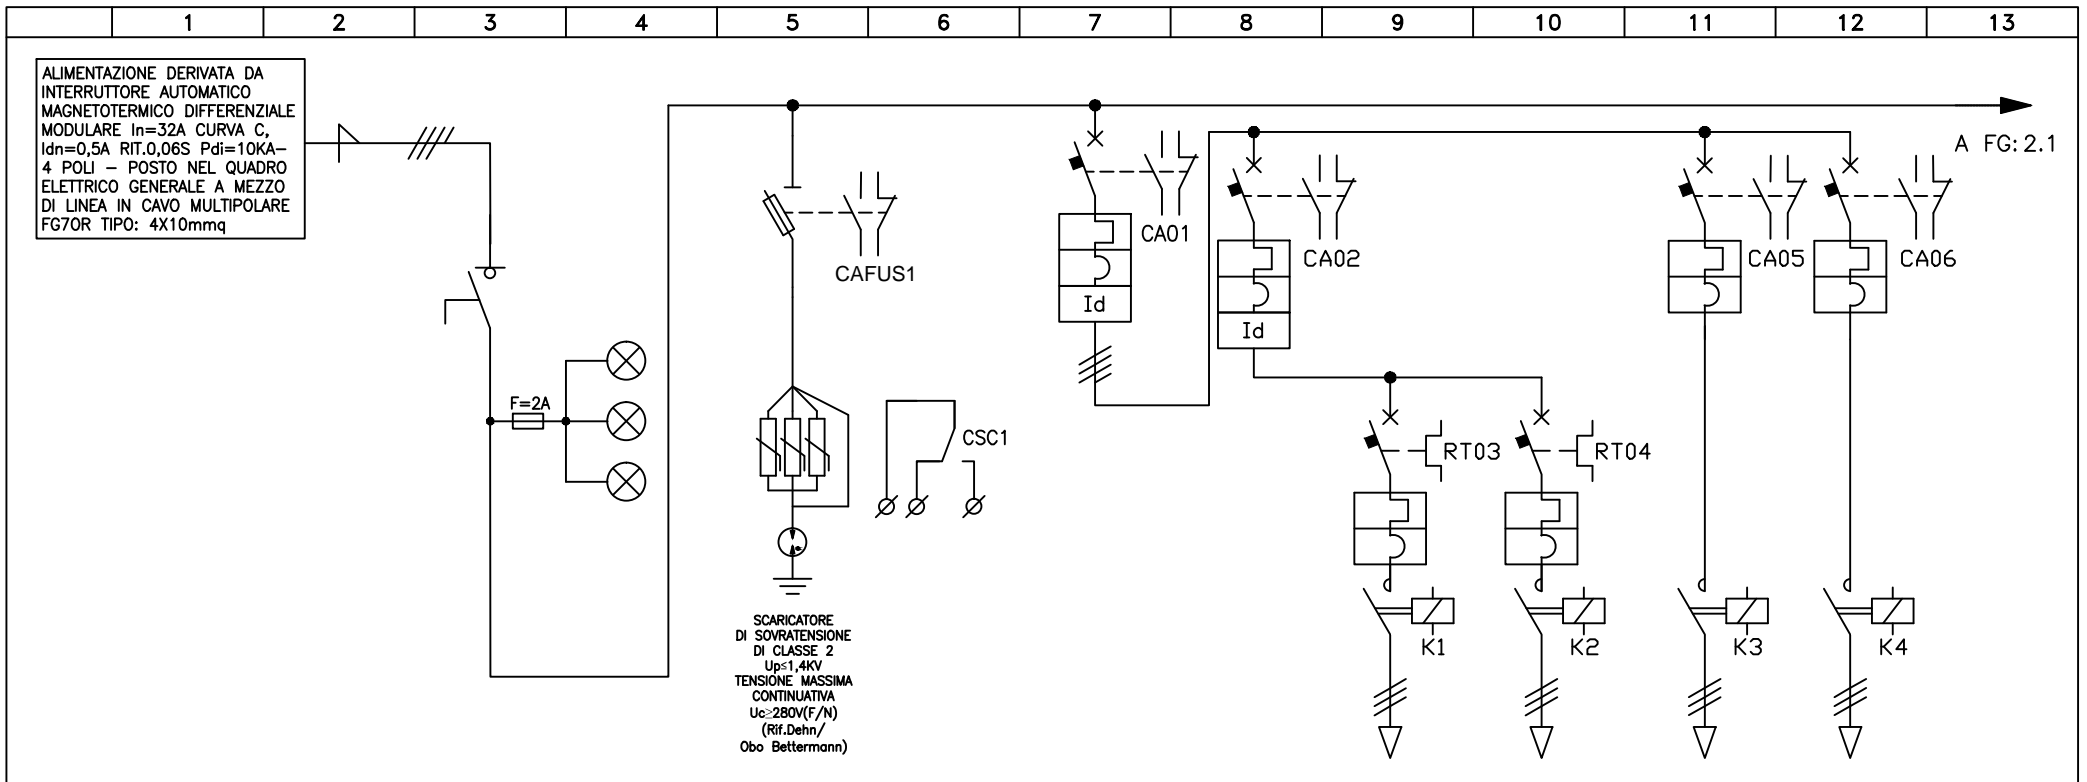 1 2 3 4 5 6 7 8 9 10 11 12 13
ALIMENTAZIONE DERIVATA DA
INTERRUTTORE AUTOMATICO
MAGNETOTERMICO DIFFERENZIALE
MODULARE In=32A CURVA C,
Idn=0,5A RIT.0,06S Pdi=10KA-
4 POLI - POSTO NEL QUADRO
ELETTRICO GENERALE A MEZZO
DI LINEA IN CAVO MULTIPOLARE
FG7OR TIPO: 4X10mmq
A FG:2.1
CAFUS1
CA01
CA02
CA05
CA06
Id
Id
F=2A
CSC1
RT03
RT04
K1
K2
K3
K4
SCARICATORE
DI SOVRATENSIONE
DI CLASSE 2
Up≤1,4KV
TENSIONE MASSIMA
CONTINUATIVA
Uc≥280V(F/N)
(Rif.Dehn/
Obo Bettermann)